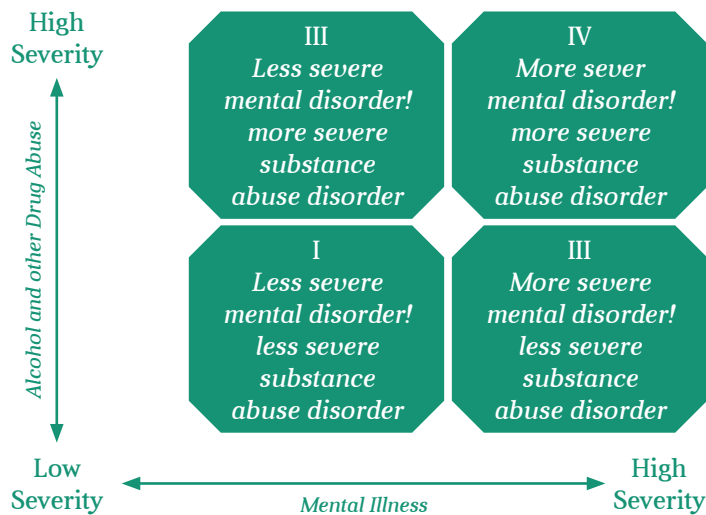 High
Severity
Alcohol and other Drug Abuse
III
Less severe
mental disorder!
more severe
substance
abuse disorder
IV
More sever
mental disorder!
more severe
substance
abuse disorder
I
Less severe
mental disorder!
less severe
substance
abuse disorder
III
More severe
mental disorder!
less severe
substance
abuse disorder
Low
Severity
Mental Illness
High
Severity